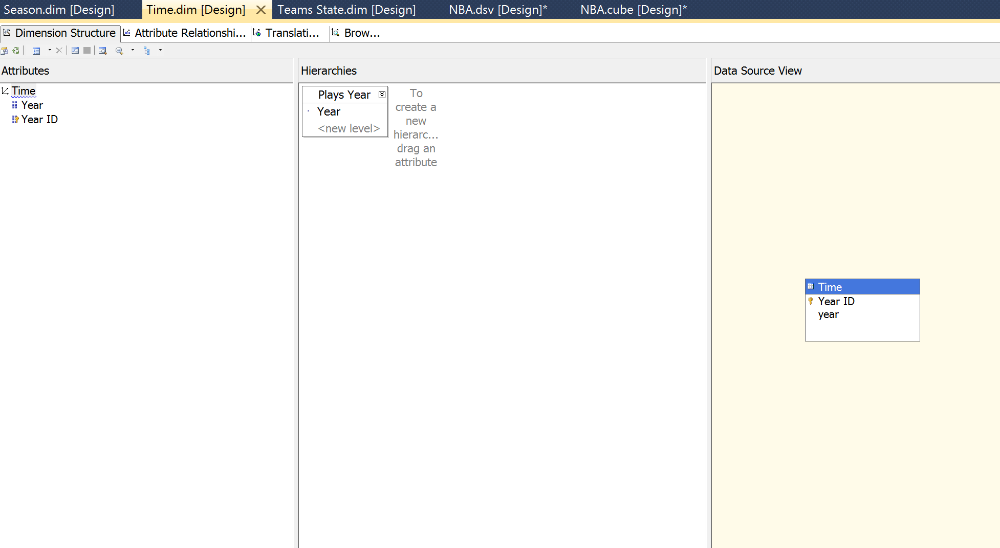 Season.dim [Design]
Time.dim [Design]
Teams State.dim [Design]
NBA.dsv [Design]*
NBA.cube [Design]*
Dimension Structure
Attribute Relationshi...
Translati...
Brow...
Attributes
Time
Year
Year ID
Hierarchies
Plays Year
Year
<new level>
To
create a
new
hierarc...
drag an
attribute
Data Source View
Time
Year ID
year